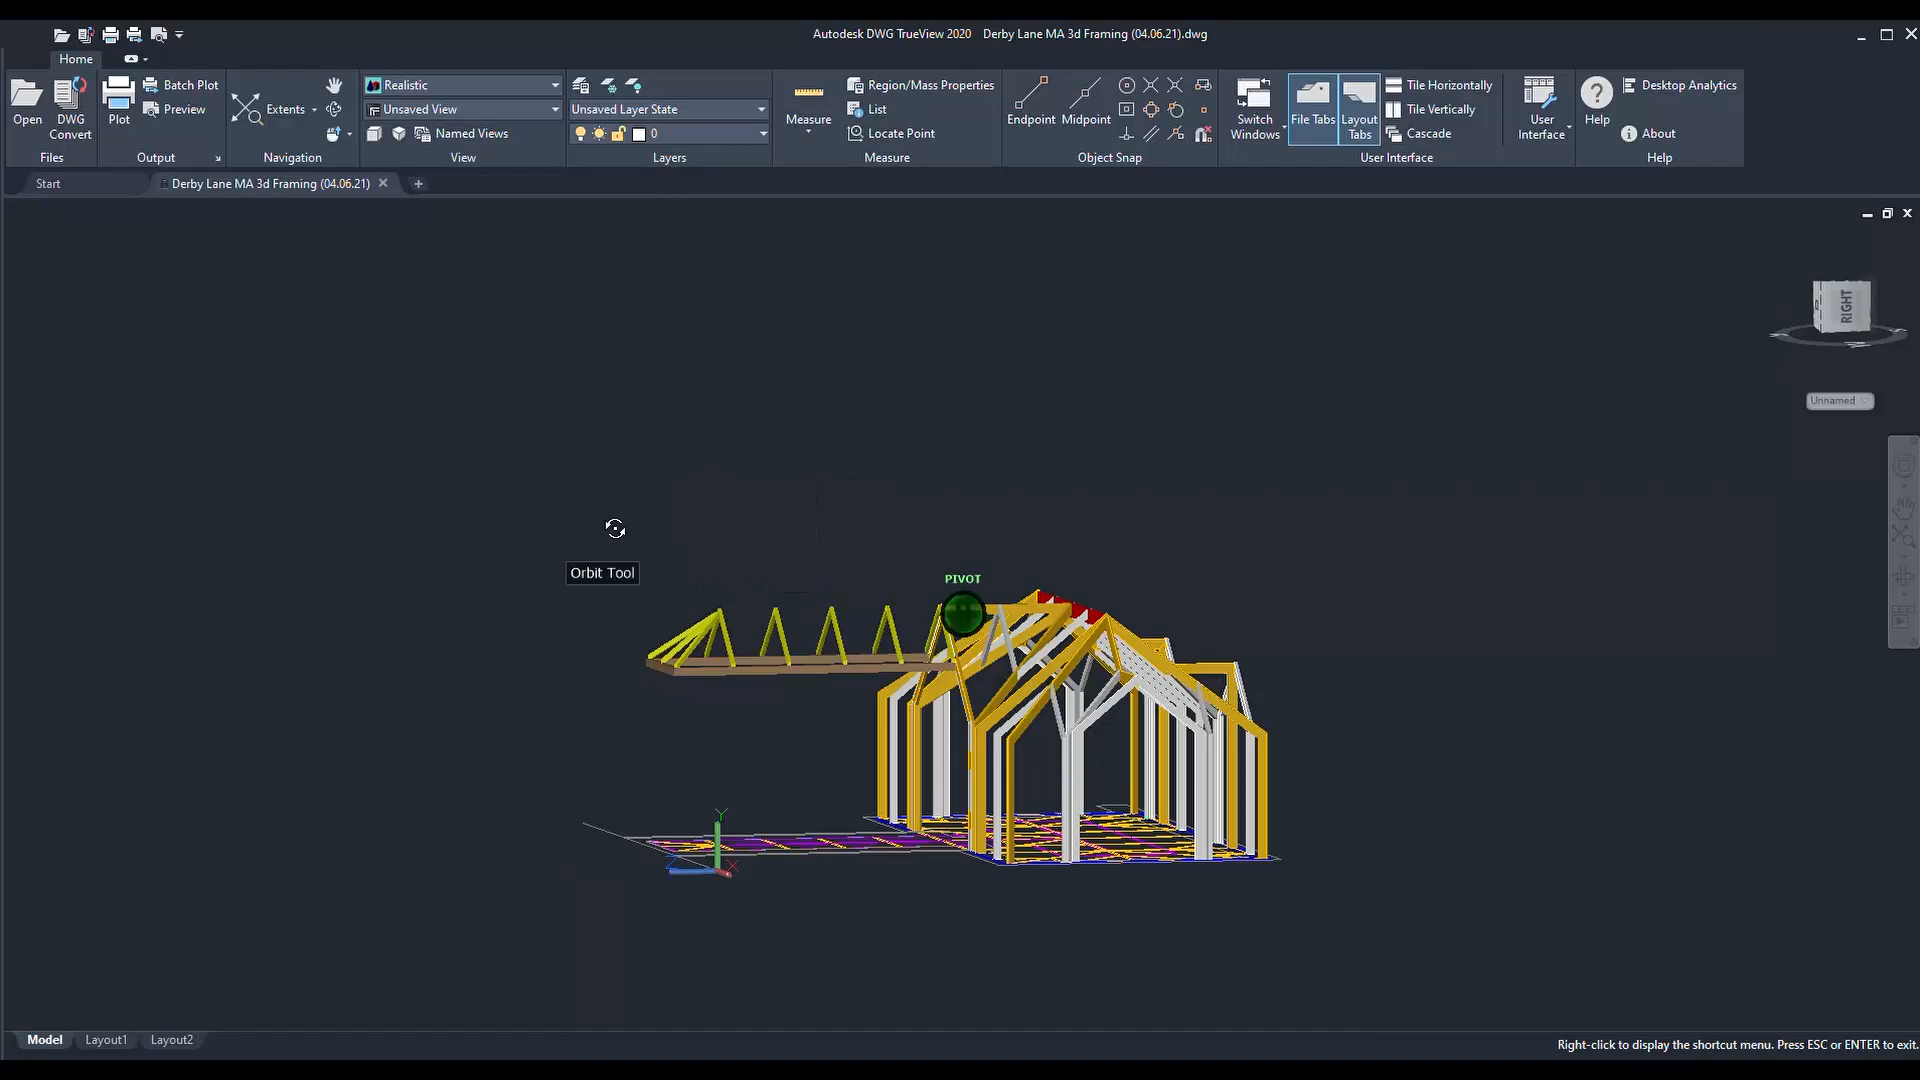 Autodesk DWG TrueView 2020 Derby Lane MA 3d Framing (04.06.21).dwg
Home
Open
DWG Convert
Files
Plot
Batch Plot
Preview
Output
Extents
Navigation
Realistic
Unsaved View
Named Views
View
Unsaved Layer State
0
Layers
Measure
Region/Mass Properties
List
Locate Point
Measure
Endpoint
Midpoint
Object Snap
Switch Windows
File Tabs
Layout Tabs
Tile Horizontally
Tile Vertically
Cascade
User Interface
User Interface
Help
Desktop Analytics
About
Help
Start
Derby Lane MA 3d Framing (04.06.21)
RIGHT
Unnamed
Orbit Tool
PIVOT
Y
Z
X
Model
Layout1
Layout2
Right-click to display the shortcut menu. Press ESC or ENTER to exit.